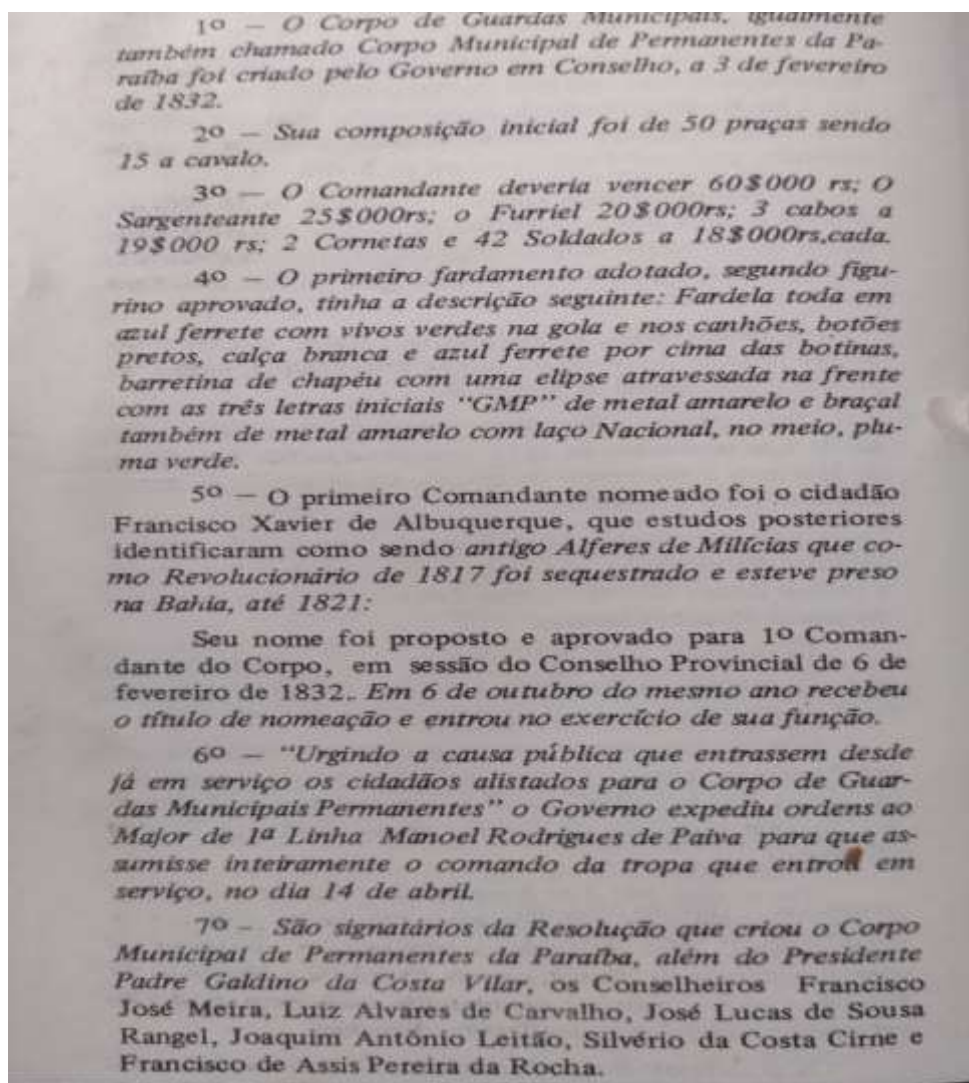 1º — O Corpo de Guardas Municipais, igualmente
também chamado Corpo Municipal de Permanentes da Pa-
raíba foi criado pelo Governo em Conselho, a 3 de fevereiro
de 1832.
2º — Sua composição inicial foi de 50 praças sendo
15 a cavalo.
3º — O Comandante deveria vencer 60$000 rs; O
Sargenteante 25$000rs; o Furriel 20$000rs; 3 cabos a
19$000 rs; 2 Cornetas e 42 Soldados a 18$000rs,cada.
4º — O primeiro fardamento adotado, segundo figu-
rino aprovado, tinha a descrição seguinte: Fardela toda em
azul ferrete com vivos verdes na gola e nos canhões, botões
pretos, calça branca e azul ferrete por cima das botinas,
barretina de chapéu com uma elipse atravessada na frente
com as três letras iniciais "GMP" de metal amarelo e braçal
também de metal amarelo com laço Nacional, no meio, plu-
ma verde.
5º — O primeiro Comandante nomeado foi o cidadão
Francisco Xavier de Albuquerque, que estudos posteriores
identificaram como sendo antigo Alferes de Milícias que co-
mo Revolucionário de 1817 foi sequestrado e esteve preso
na Bahia, até 1821:
Seu nome foi proposto e aprovado para 1º Coman-
dante do Corpo, em sessão do Conselho Provincial de 6 de
fevereiro de 1832. Em 6 de outubro do mesmo ano recebeu
o título de nomeação e entrou no exercício de sua função.
6º — "Urgindo a causa pública que entrassem desde
já em serviço os cidadãos alistados para o Corpo de Guar-
das Municipais Permanentes" o Governo expediu ordens ao
Major de 1ª Linha Manoel Rodrigues de Paiva para que as-
sumisse inteiramente o comando da tropa que entrou em
serviço, no dia 14 de abril.
7º – São signatários da Resolução que criou o Corpo
Municipal de Permanentes da Paraíba, além do Presidente
Padre Galdino da Costa Vilar, os Conselheiros Francisco
José Meira, Luiz Alvares de Carvalho, José Lucas de Sousa
Rangel, Joaquim Antônio Leitão, Silvério da Costa Cirne e
Francisco de Assis Pereira da Rocha.